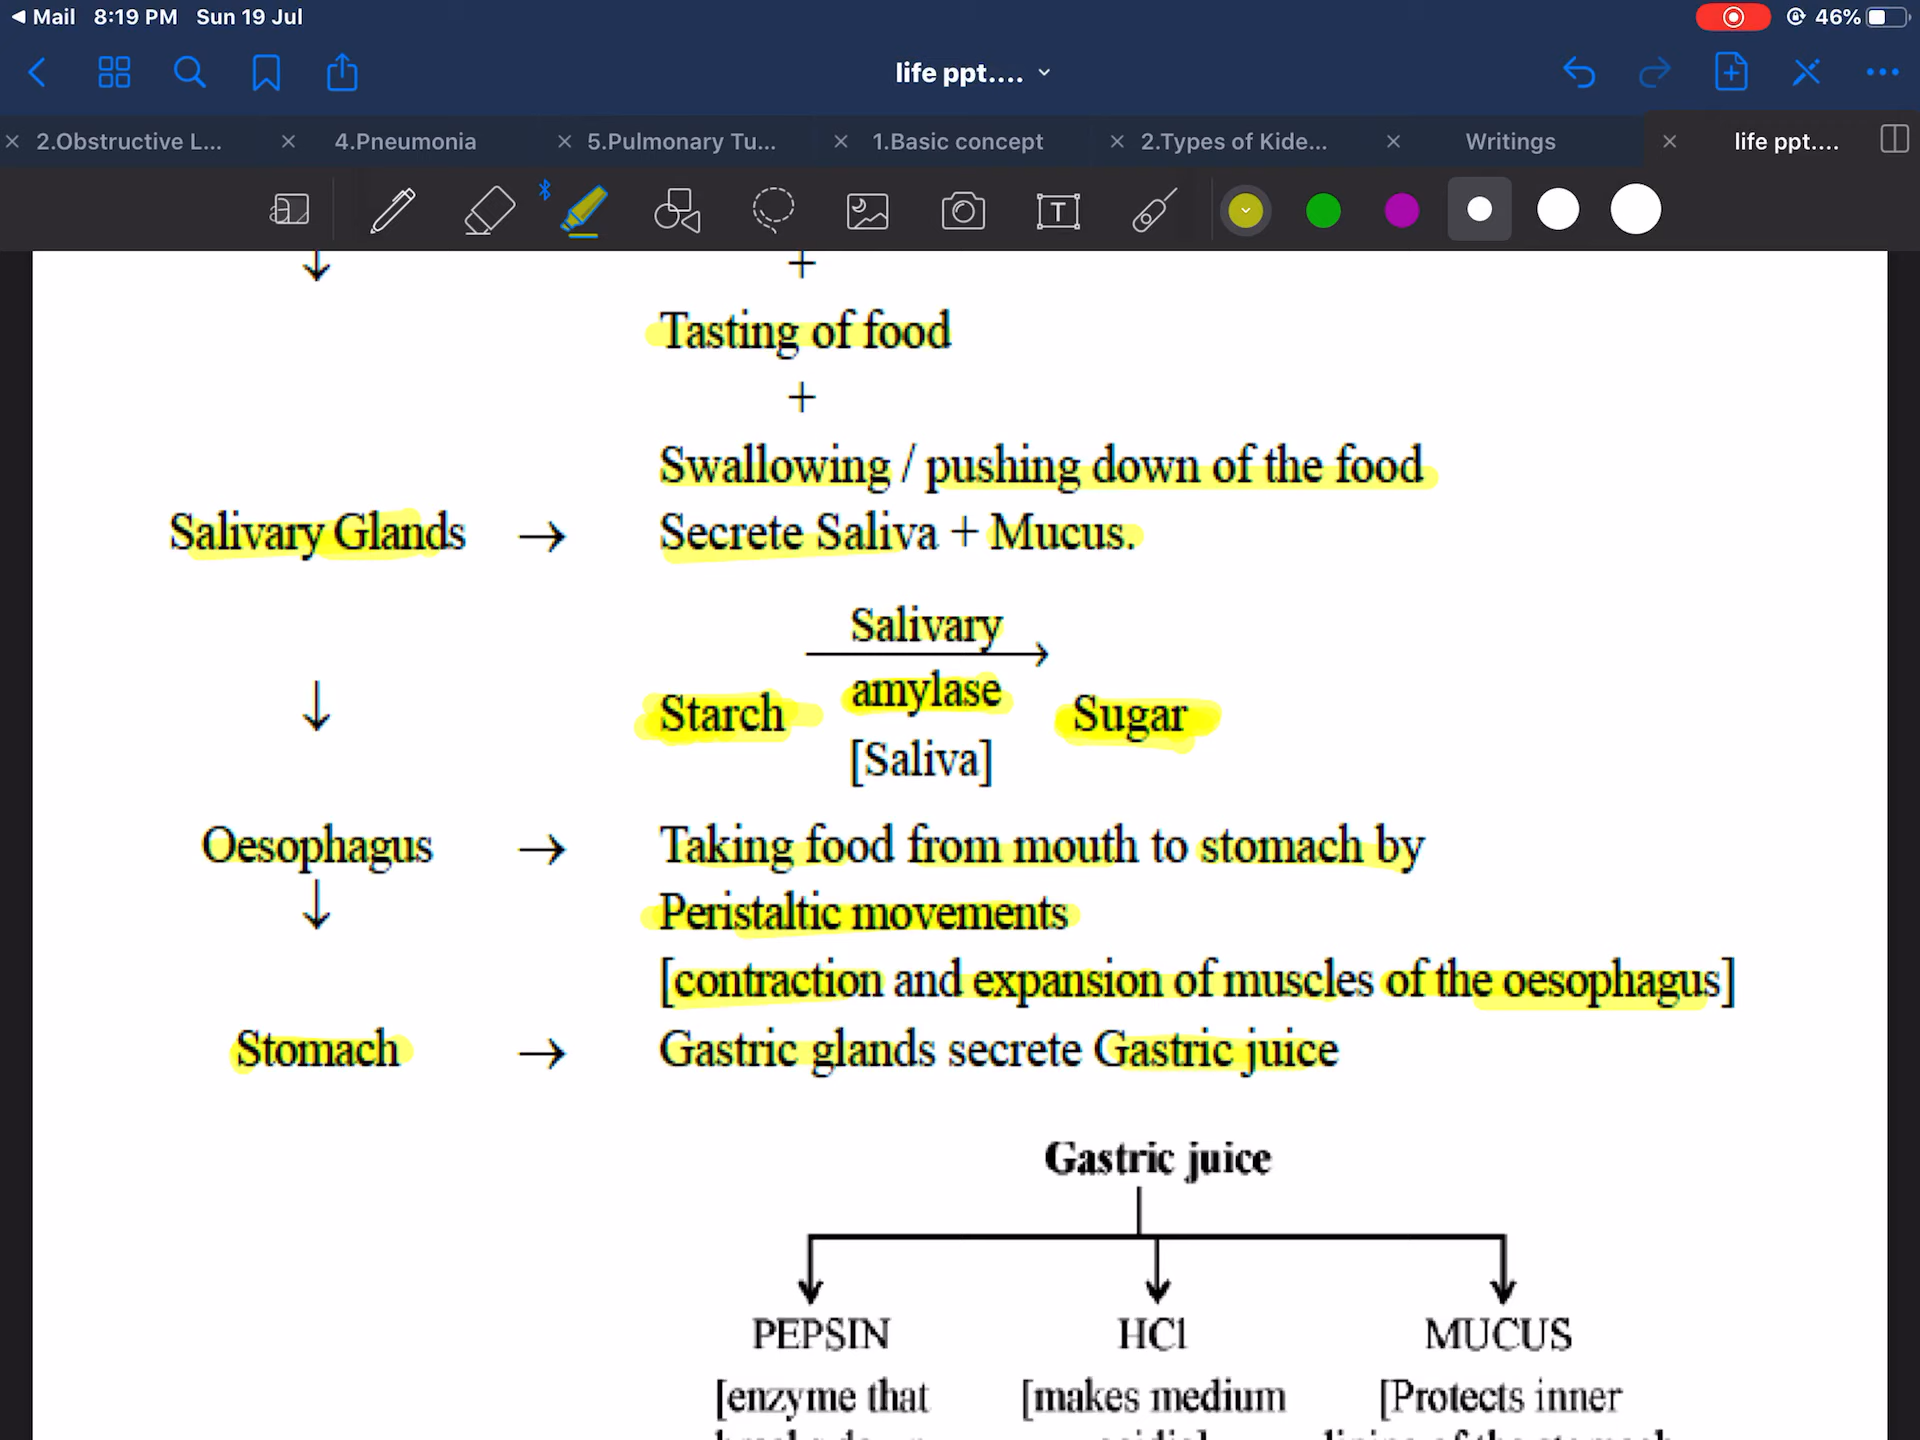 Mail 8:19 PM Sun 19 Jul 46%
life ppt....
2.Obstructive L... 4.Pneumonia 5.Pulmonary Tu... 1.Basic concept 2.Types of Kide... Writings life ppt....
+
Tasting of food
+
Swallowing / pushing down of the food
Salivary Glands → Secrete Saliva + Mucus.
Salivary
amylase
Starch Sugar
[Saliva]
Oesophagus → Taking food from mouth to stomach by
Peristaltic movements
[contraction and expansion of muscles of the oesophagus]
Stomach → Gastric glands secrete Gastric juice
Gastric juice
PEPSIN HCl MUCUS
[enzyme that [makes medium [Protects inner